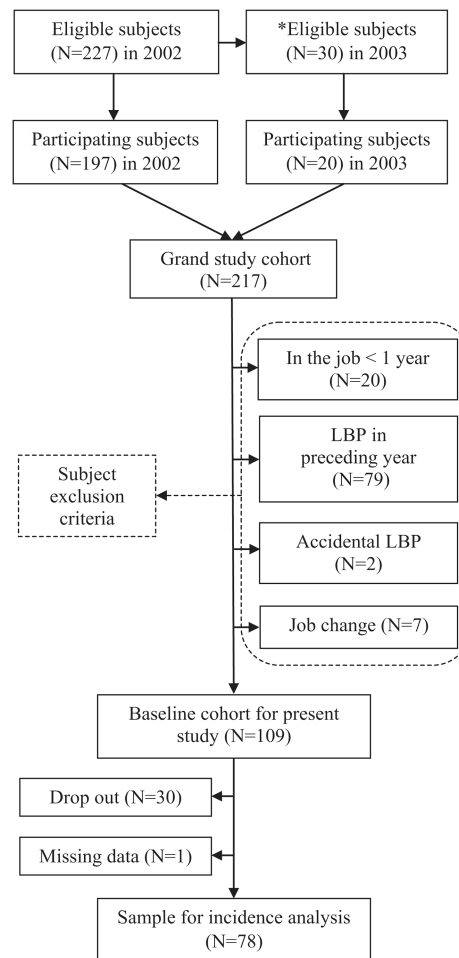 Eligible subjects
(N=227) in 2002
*Eligible subjects
(N=30) in 2003
Participating subjects
(N=197) in 2002
Participating subjects
(N=20) in 2003
Grand study cohort
(N=217)
In the job < 1 year
(N=20)
LBP in
preceding year
(N=79)
Subject
exclusion
criteria
Accidental LBP
(N=2)
Job change (N=7)
Baseline cohort for present
study (N=109)
Drop out (N=30)
Missing data (N=1)
Sample for incidence analysis
(N=78)